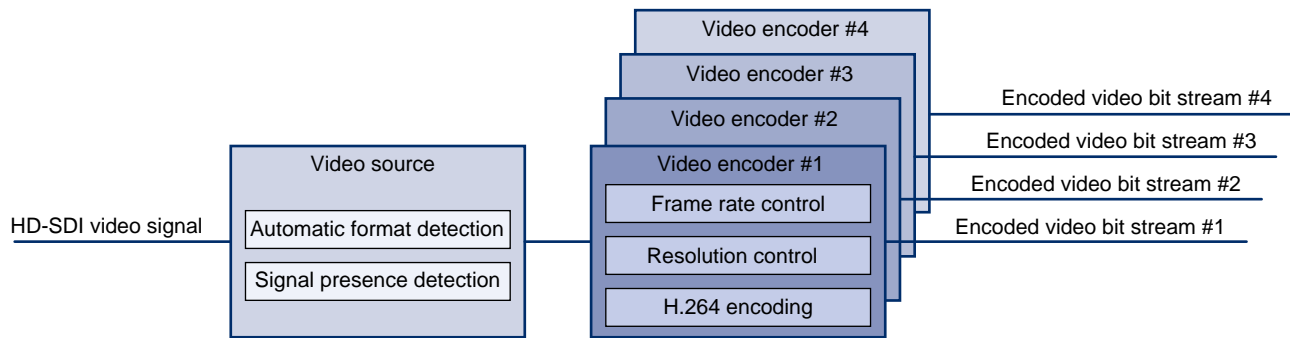 Video encoder #4
Video encoder #3
Video encoder #2
Video encoder #1
Frame rate control
Resolution control
H.264 encoding
Video source
Automatic format detection
Signal presence detection
HD-SDI video signal
Encoded video bit stream #4
Encoded video bit stream #3
Encoded video bit stream #2
Encoded video bit stream #1